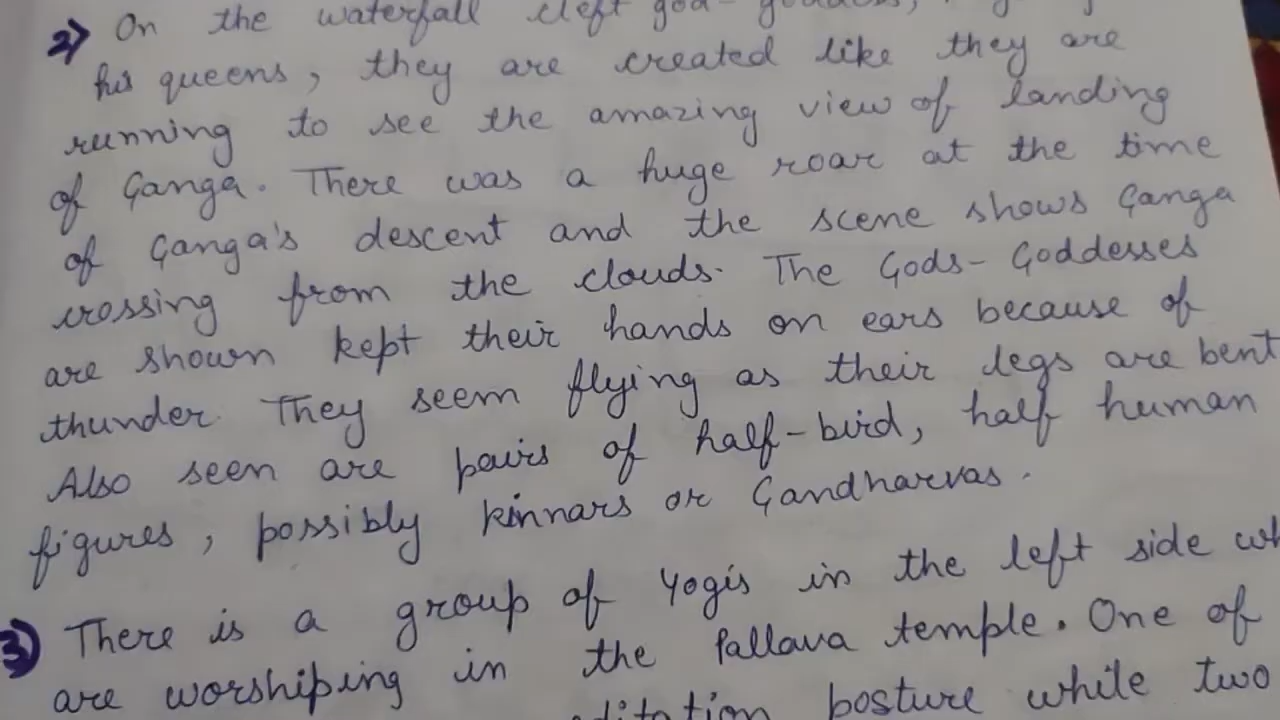 2) On the waterfall cleft god-
his queens, they are created like they are
running to see the amazing view of landing
of Ganga. There was a huge roar at the time
of Ganga's descent and the scene shows Ganga
crossing from the clouds. The Gods-Goddesses
are shown kept their hands on ears because of
thunder. They seem flying as their legs are bent
Also seen are pairs of half-bird, half human
figures, possibly kinnars or Gandharvas.
3) There is a group of Yogis in the left side wh
are worshiping in the Pallava temple. One of
posture while two